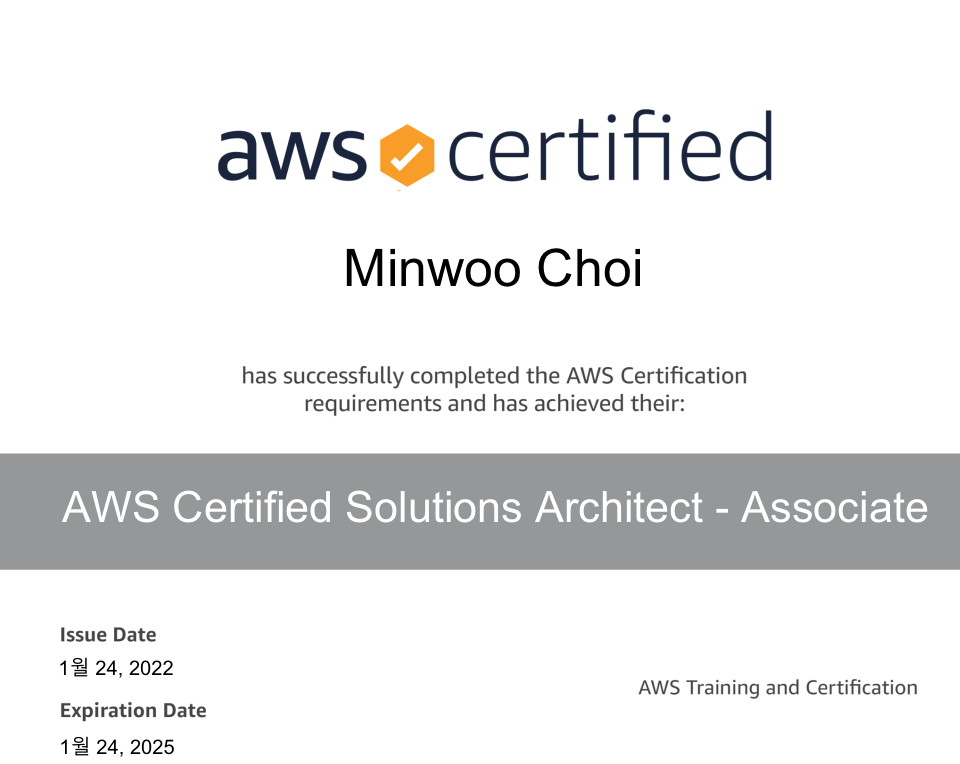 aws certified
Minwoo Choi
has successfully completed the AWS Certification
requirements and has achieved their:
AWS Certified Solutions Architect - Associate
Issue Date
1월 24, 2022
AWS Training and Certification
Expiration Date
1월 24, 2025